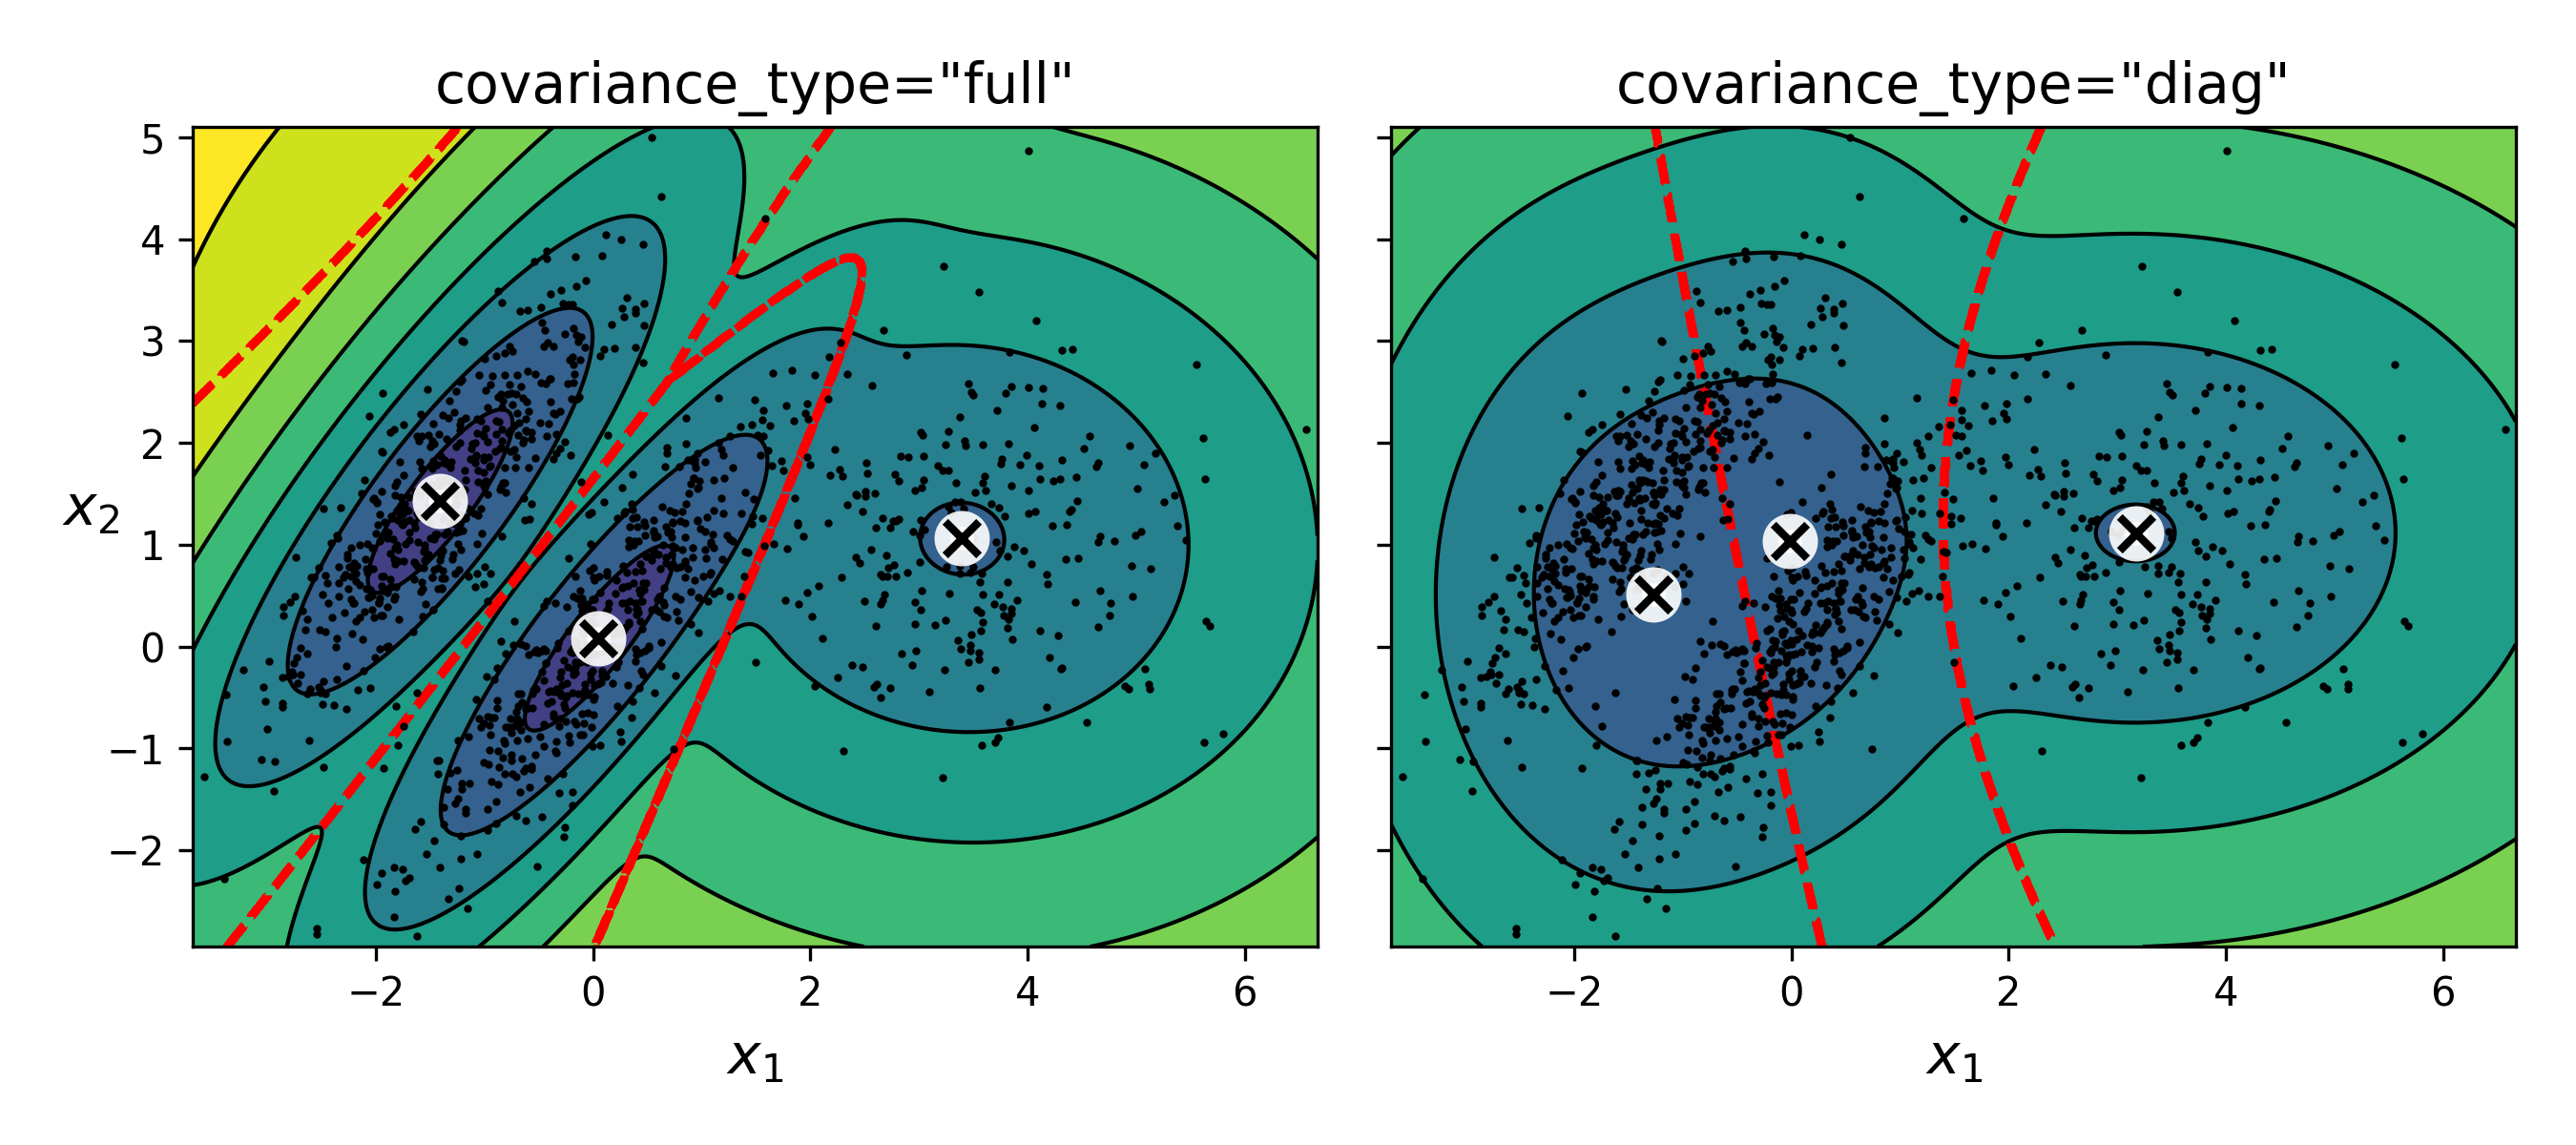 covariance_type="full"
covariance_type="diag"
5
4
3
2
1
0
−1
−2
x₂
−2 0 2 4 6
−2 0 2 4 6
x₁
x₁